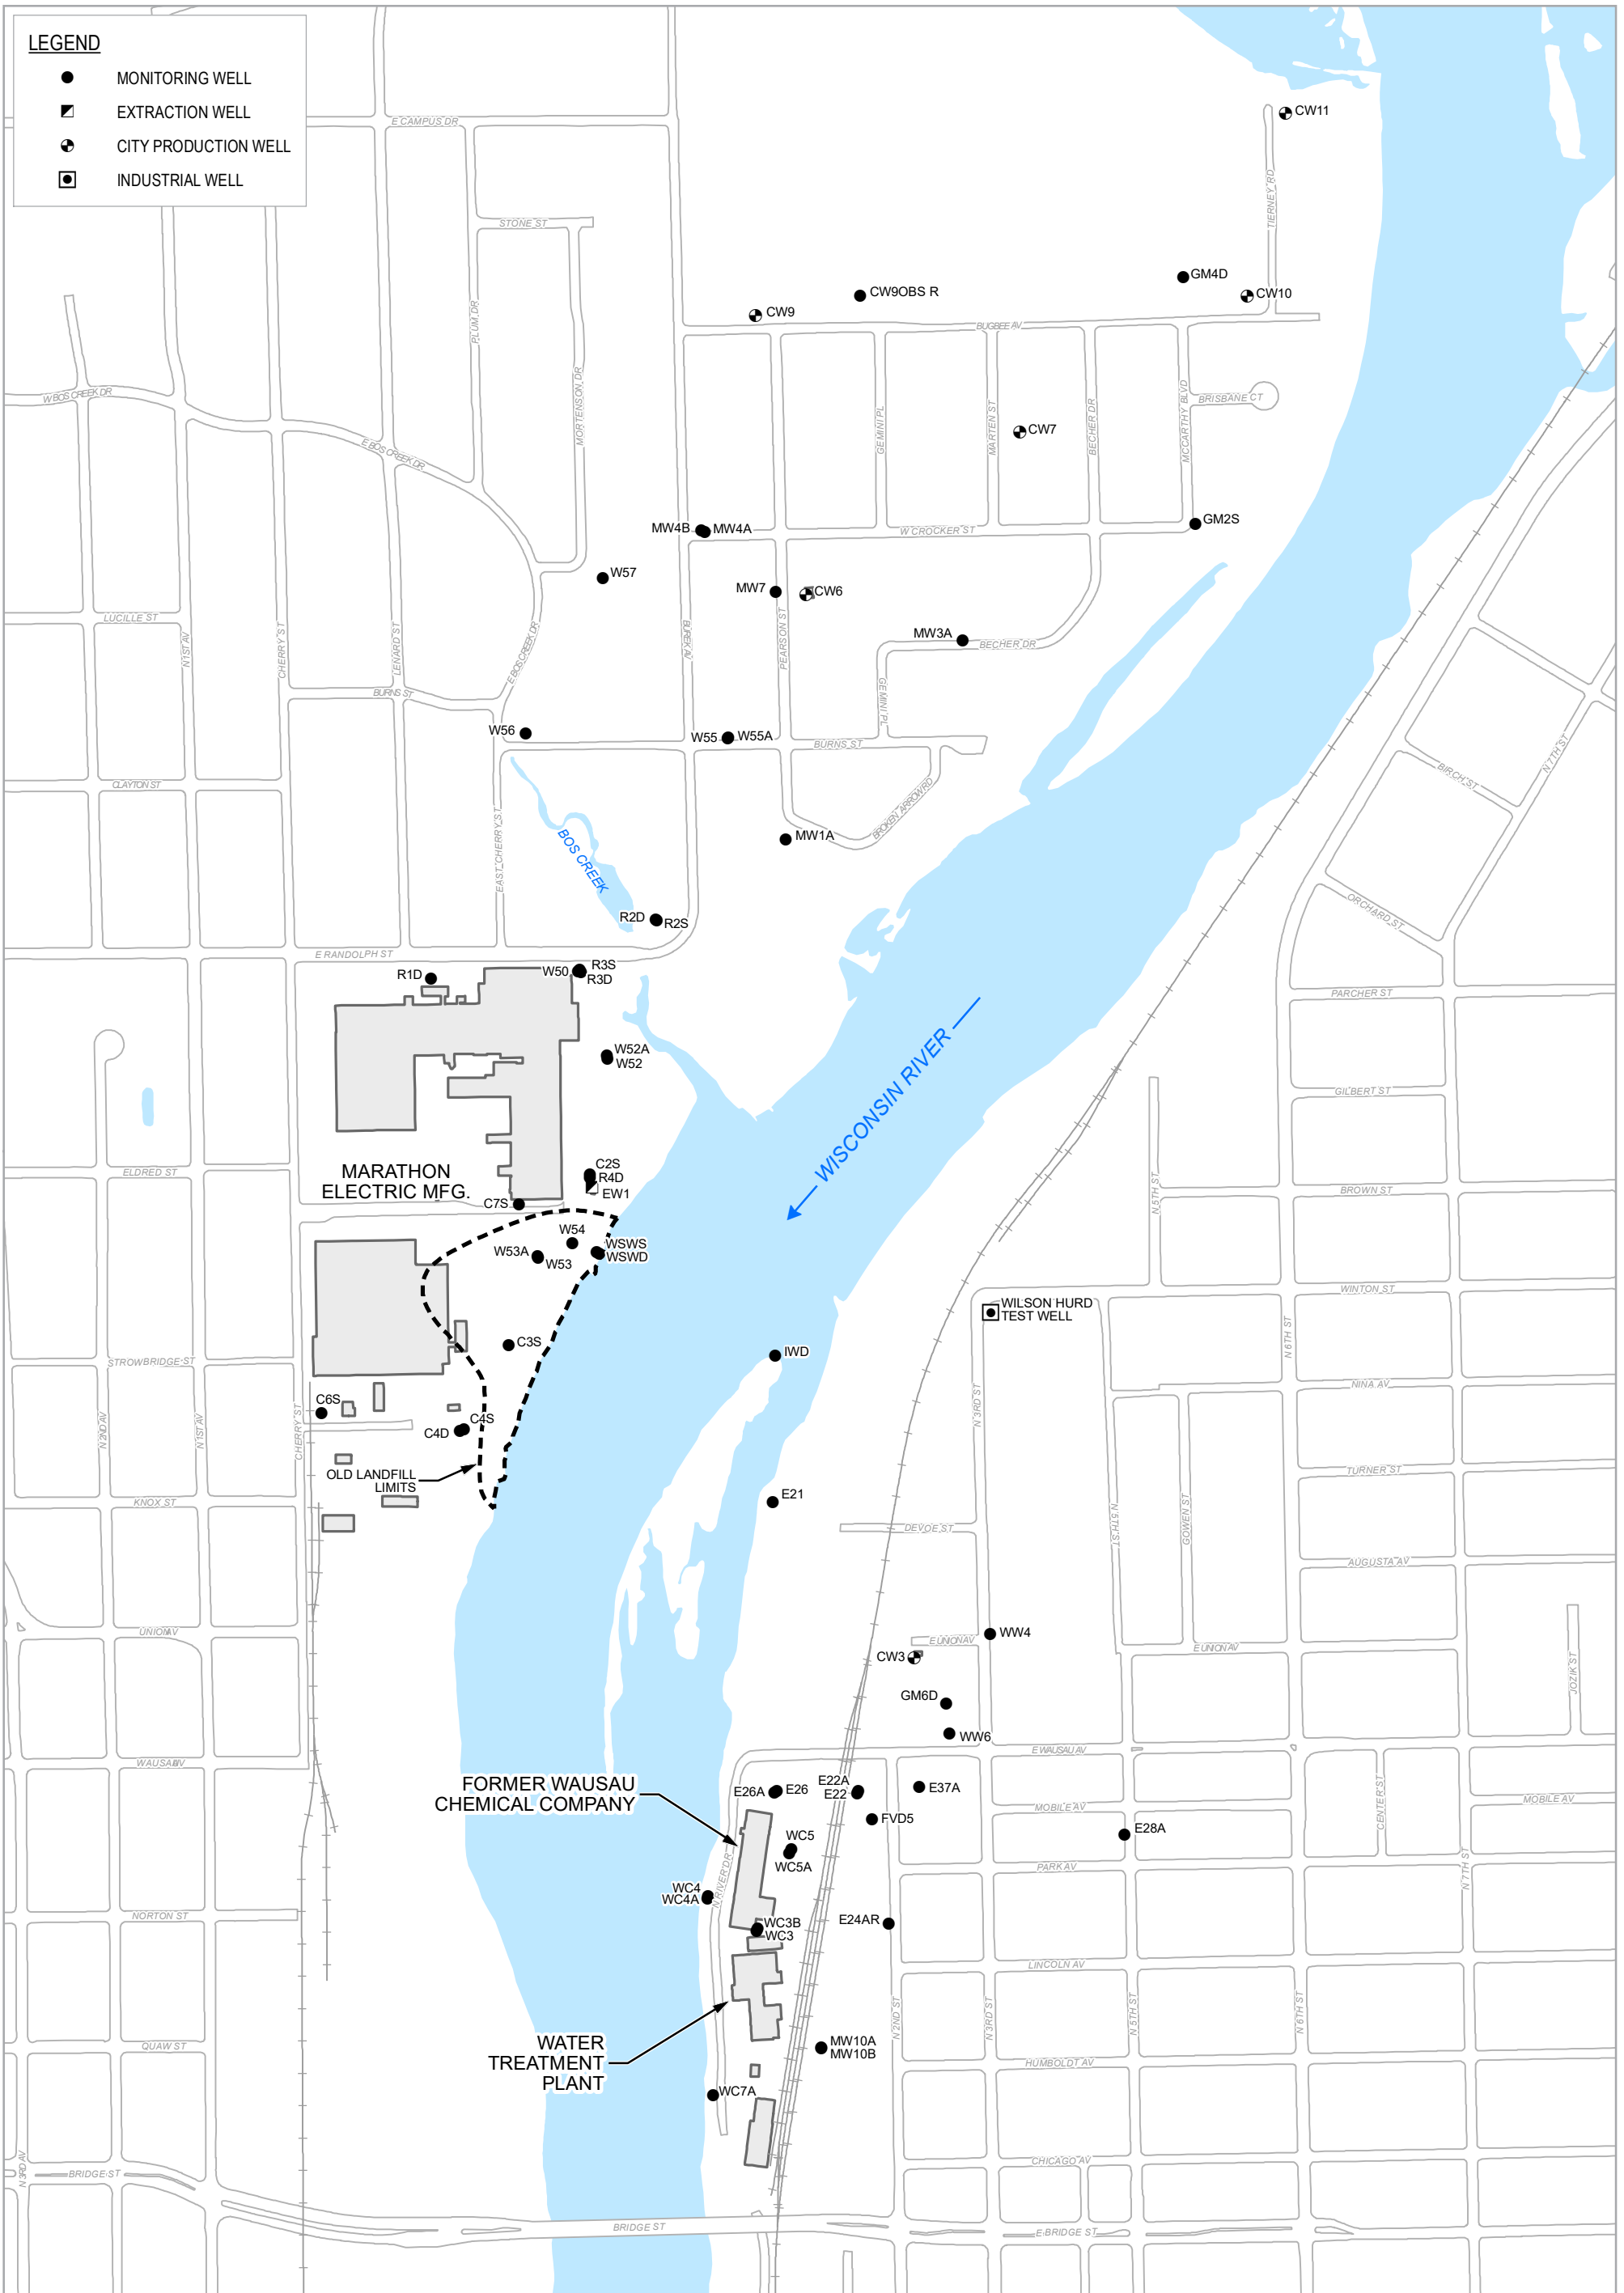 LEGEND
MONITORING WELL
EXTRACTION WELL
CITY PRODUCTION WELL
INDUSTRIAL WELL
E CAMPUS DR
CW11
TIERNEY RD
STONE ST
GM4D
CW9OBS R
CW10
CW9
PLUM DR
BUGBEE AV
MORTENSON DR
W BOS CREEK DR
BRISBANE CT
GEMINI PL
MARTEN ST
BECHER DR
MCCARTHY BLVD
CW7
E BOS CREEK DR
MW4B
MW4A
W CROCKER ST
GM2S
W57
MW7
CW6
LUCILLE ST
N 1ST AV
CHERRY ST
LENARD ST
E BOS CREEK DR
BUREK AV
PEARSON ST
MW3A
BECHER DR
BURNS ST
GEMINI PL
W56
W55
W55A
BURNS ST
N 7TH ST
BIRCH ST
CLAYTON ST
BROKEN ARROW RD
MW1A
EAST CHERRY ST
BOS CREEK
ORCHARD ST
R2D
R2S
E RANDOLPH ST
R1D
W50
R3S
R3D
PARCHER ST
W52A
W52
WISCONSIN RIVER
GILBERT ST
MARATHON
ELECTRIC MFG.
ELDRED ST
C2S
R4D
EW1
C7S
N 5TH ST
BROWN ST
W54
W53A
W53
WSWS
WSWD
WINTON ST
WILSON HURD
TEST WELL
C3S
IWD
N 6TH ST
STROWBRIDGE ST
NINA AV
C6S
N 2ND AV
N 1ST AV
CHERRY ST
C4S
C4D
N 3RD ST
OLD LANDFILL
LIMITS
TURNER ST
KNOX ST
E21
DEVOE ST
N 5TH ST
GOWEN ST
AUGUSTA AV
UNION AV
WW4
E UNION AV
E UNION AV
CW3
JOZIK ST
GM6D
WW6
WAUSAU AV
E WAUSAU AV
FORMER WAUSAU
CHEMICAL COMPANY
E26A
E26
E22A
E22
E37A
MOBILE AV
CENTER ST
MOBILE AV
FVD5
E28A
WC5
WC5A
PARK AV
N 7TH ST
N RIVER DR
WC4
WC4A
NORTON ST
WC3B
WC3
E24AR
LINCOLN AV
N 2ND ST
N 3RD ST
N 5TH ST
N 6TH ST
WATER
TREATMENT
PLANT
MW10A
MW10B
QUAW ST
HUMBOLDT AV
WC7A
N 3RD AV
BRIDGE ST
CHICAGO AV
BRIDGE ST
E BRIDGE ST